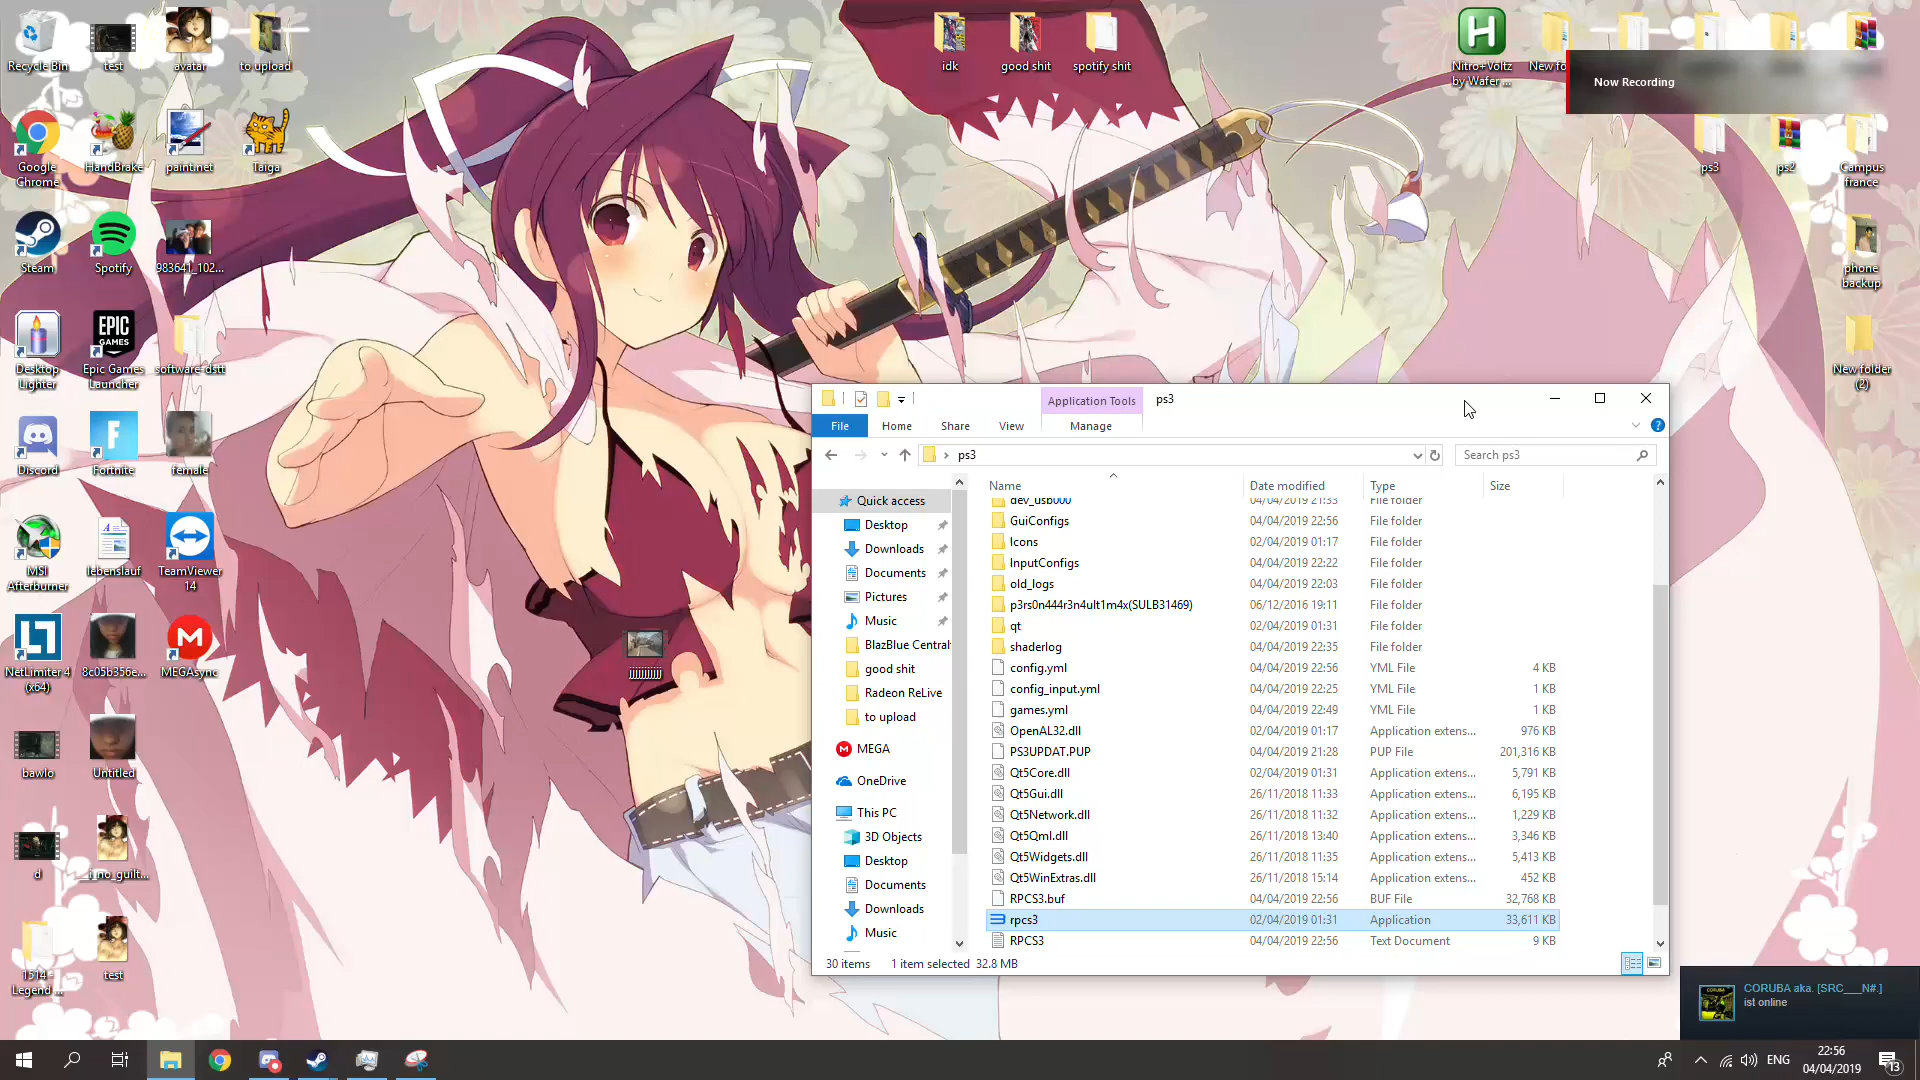 Recycle Bin
test
avatar
to upload
idk
good shit
spotify shit
Nitro+Voltz
by Wafer ...
New fo
Now Recording
Google
Chrome
HandBrake
paint.net
Taiga
ps3
ps2
Campus
france
Steam
Spotify
983641_102...
phone
backup
Desktop
Lighter
EPIC
GAMES
Epic Games
Launcher
software-dstt
New folder
(2)
Discord
Fortnite
female
MSI
Afterburner
lebenslauf
TeamViewer
14
NetLimiter 4
(x64)
8c05b356e...
MEGAsync
jjjjjjjjjjj
bawlo
Untitled
d
__i_no_guilt...
1514 -
Legend ...
test
Application Tools
ps3
File
Home
Share
View
Manage
ps3
Search ps3
Name
Date modified
Type
Size
Quick access
Desktop
Downloads
Documents
Pictures
Music
BlazBlue Central
good shit
Radeon ReLive
to upload
MEGA
OneDrive
This PC
3D Objects
Desktop
Documents
Downloads
Music
dev_usb000 04/04/2019 21:33 File folder
GuiConfigs 04/04/2019 22:56 File folder
Icons 02/04/2019 01:17 File folder
InputConfigs 04/04/2019 22:22 File folder
old_logs 04/04/2019 22:03 File folder
p3rs0n444r3n4ult1m4x(SULB31469) 06/12/2016 19:11 File folder
qt 02/04/2019 01:31 File folder
shaderlog 04/04/2019 22:35 File folder
config.yml 04/04/2019 22:56 YML File 4 KB
config_input.yml 04/04/2019 22:25 YML File 1 KB
games.yml 04/04/2019 22:49 YML File 1 KB
OpenAL32.dll 02/04/2019 01:17 Application extens... 976 KB
PS3UPDAT.PUP 04/04/2019 21:28 PUP File 201,316 KB
Qt5Core.dll 02/04/2019 01:31 Application extens... 5,791 KB
Qt5Gui.dll 26/11/2018 11:33 Application extens... 6,195 KB
Qt5Network.dll 26/11/2018 11:32 Application extens... 1,229 KB
Qt5Qml.dll 26/11/2018 13:40 Application extens... 3,346 KB
Qt5Widgets.dll 26/11/2018 11:35 Application extens... 5,413 KB
Qt5WinExtras.dll 26/11/2018 15:14 Application extens... 452 KB
RPCS3.buf 04/04/2019 22:56 BUF File 32,768 KB
rpcs3 02/04/2019 01:31 Application 33,611 KB
RPCS3 04/04/2019 22:56 Text Document 9 KB
30 items
1 item selected 32.8 MB
CORUBA aka. [SRC___N#.]
ist online
ENG
22:56
04/04/2019
13